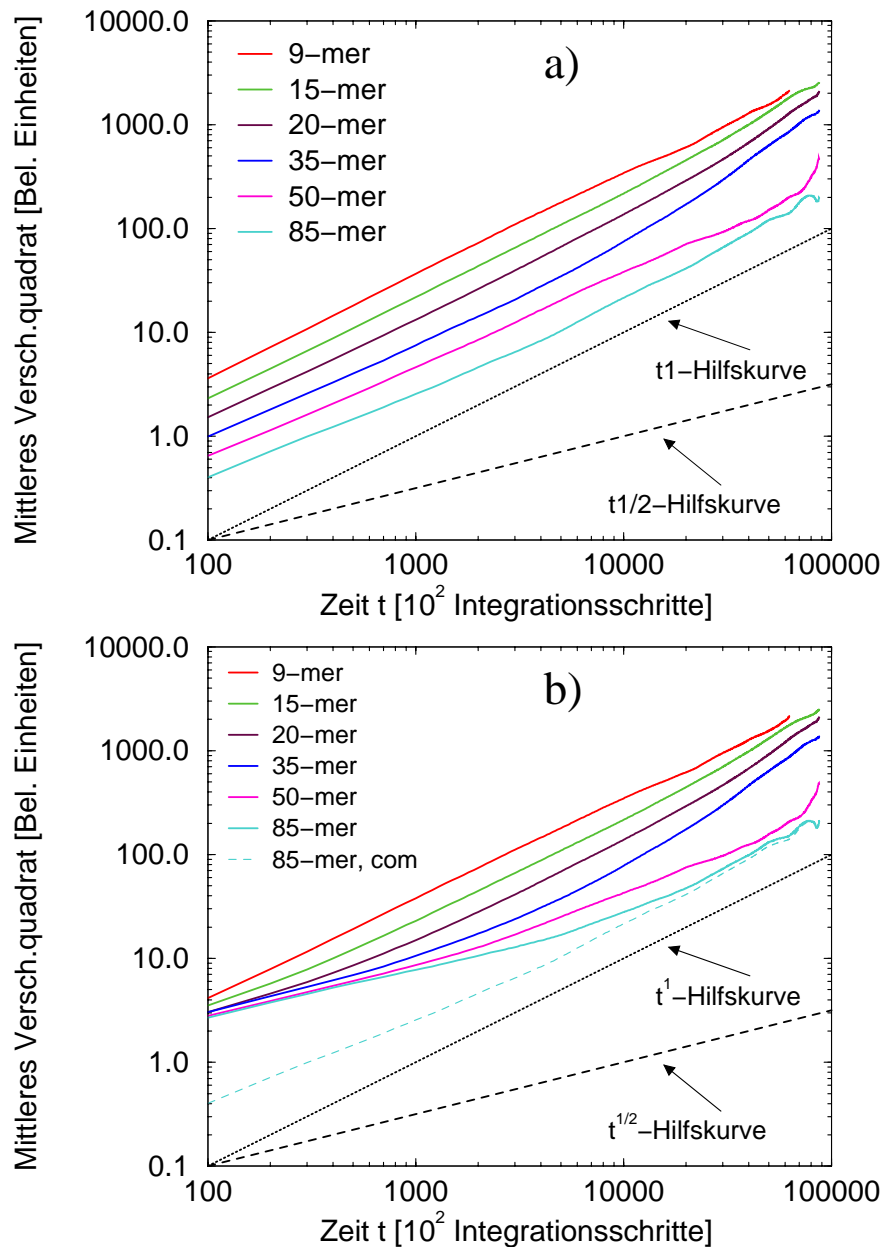 10000.0
1000.0
100.0
10.0
1.0
0.1
Mittleres Versch.quadrat [Bel. Einheiten]
9−mer
15−mer
20−mer
35−mer
50−mer
85−mer
a)
t1−Hilfskurve
t1/2−Hilfskurve
100 1000 10000 100000
Zeit t [10² Integrationsschritte]
10000.0
1000.0
100.0
10.0
1.0
0.1
Mittleres Versch.quadrat [Bel. Einheiten]
9−mer
15−mer
20−mer
35−mer
50−mer
85−mer
85−mer, com
b)
t¹−Hilfskurve
t^1/2−Hilfskurve
100 1000 10000 100000
Zeit t [10² Integrationsschritte]